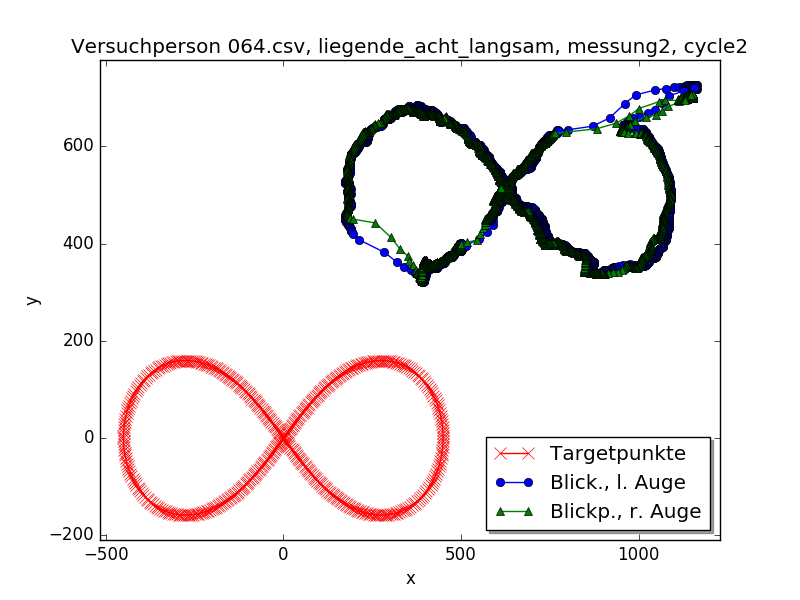 Versuchperson 064.csv, liegende_acht_langsam, messung2, cycle2
y
600
400
200
0
−200
−500
0
500
1000
x
Targetpunkte
Blick., l. Auge
Blickp., r. Auge